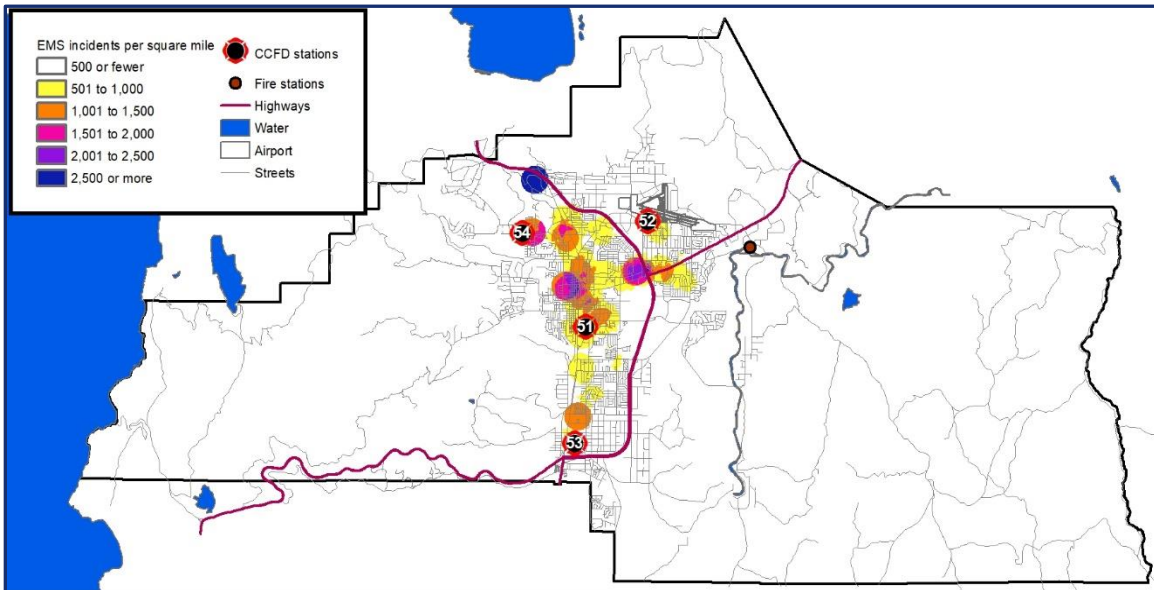 EMS incidents per square mile
500 or fewer
501 to 1,000
1,001 to 1,500
1,501 to 2,000
2,001 to 2,500
2,500 or more
CCFD stations
Fire stations
Highways
Water
Airport
Streets
52
54
51
53